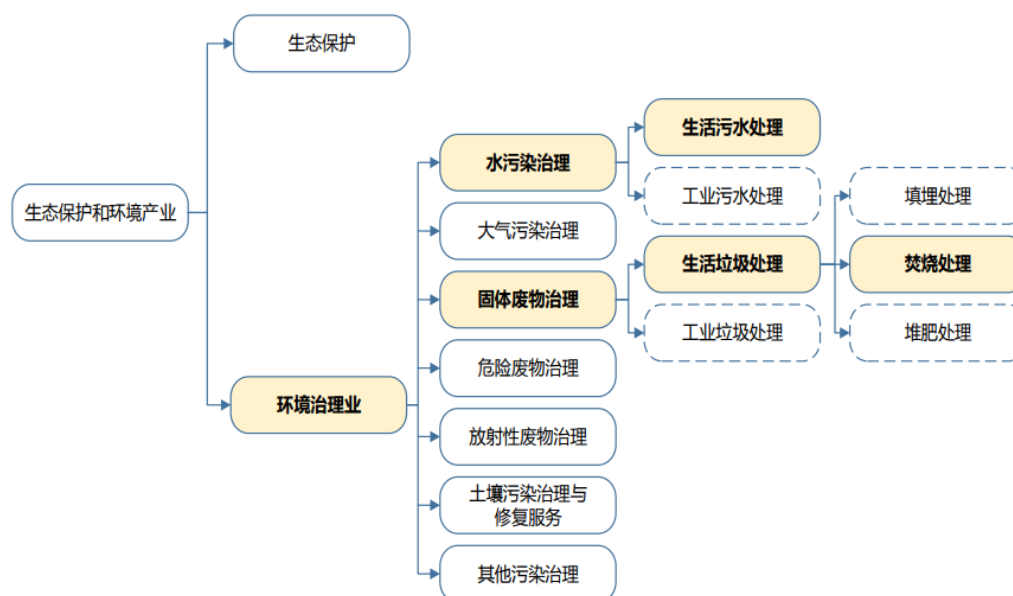 生态保护
生活污水处理
水污染治理
工业污水处理
填埋处理
生态保护和环境产业
大气污染治理
生活垃圾处理
焚烧处理
固体废物治理
工业垃圾处理
堆肥处理
危险废物治理
环境治理业
放射性废物治理
土壤污染治理与
修复服务
其他污染治理